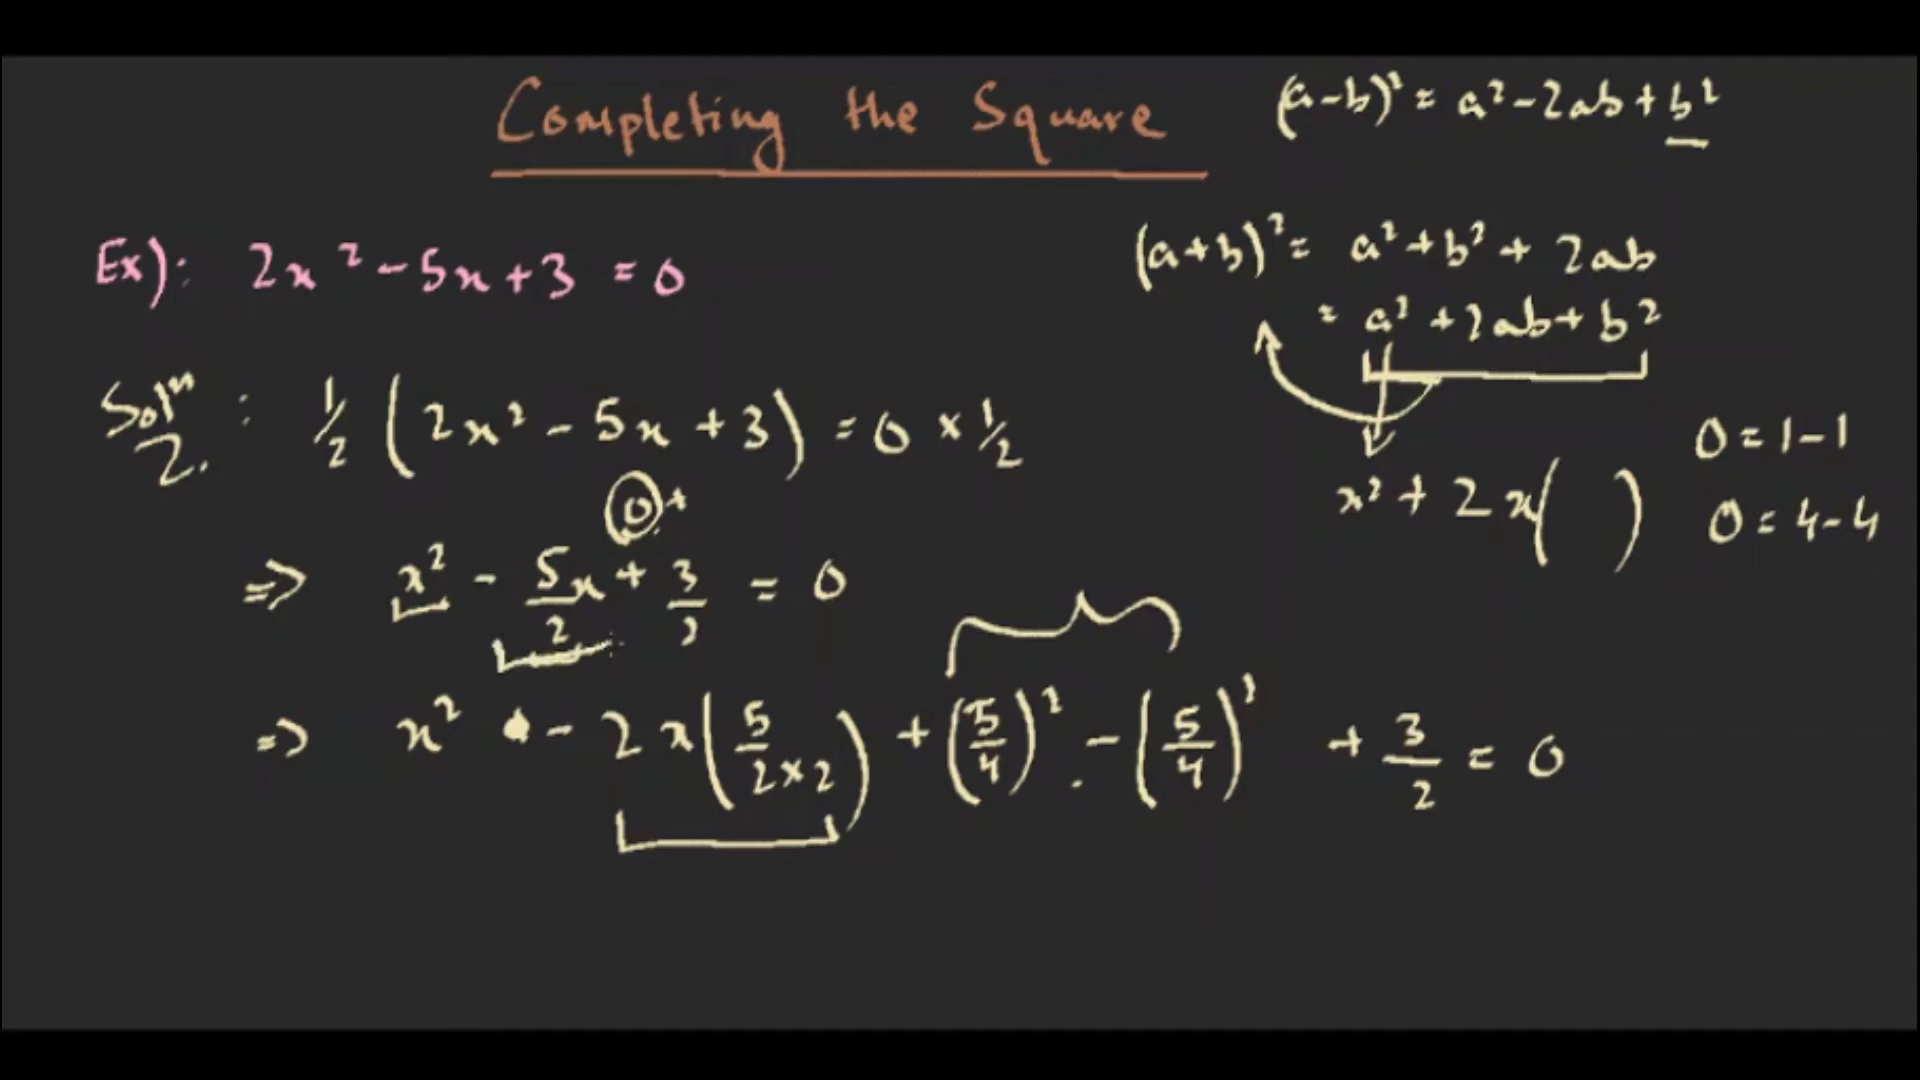 Completing the Square
(a-b)² = a²-2ab+b²
Ex): 2x²-5x+3 = 0
(a+b)² = a²+b²+2ab
= a²+2ab+b²
Solⁿ: 1/2 (2x² - 5x + 3) = 0 × 1/2
0 = 1-1
x² + 2x( )
0 = 4-4
0+
=> x² - 5x/2 + 3/2 = 0
=> x² - 2x(5/2×2) + (5/4)² - (5/4)² + 3/2 = 0